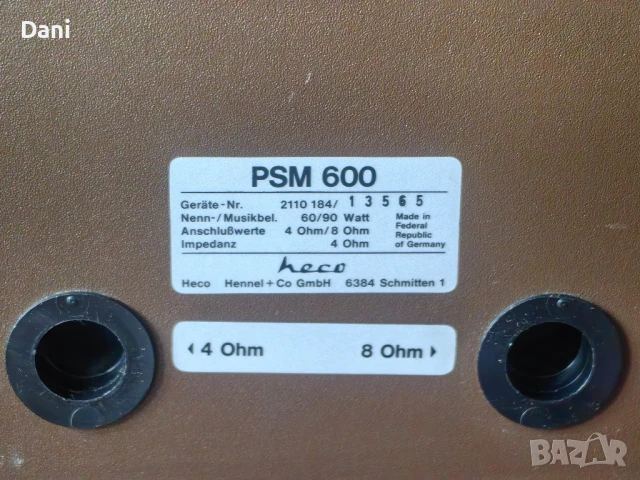 Dani
PSM 600
Geräte-Nr. 2110 184/ 1 3 5 6 5
Nenn-/Musikbel. 60/90 Watt
Anschlußwerte 4 Ohm/8 Ohm
Impedanz 4 Ohm
Made in
Federal
Republic
of Germany
heco
Heco Hennel+Co GmbH 6384 Schmitten 1
4 Ohm 8 Ohm
BAZAR